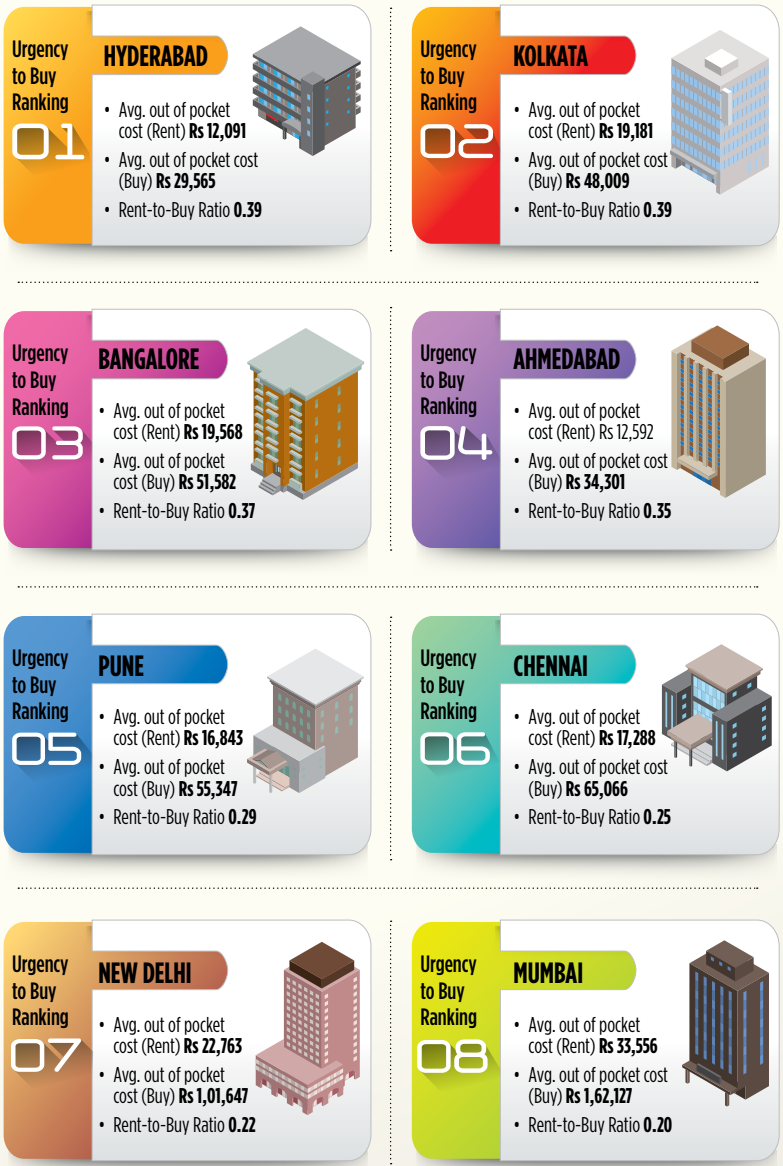 Urgency
to Buy
Ranking
01
HYDERABAD
• Avg. out of pocket
cost (Rent) Rs 12,091
• Avg. out of pocket cost
(Buy) Rs 29,565
• Rent-to-Buy Ratio 0.39
Urgency
to Buy
Ranking
02
KOLKATA
• Avg. out of pocket
cost (Rent) Rs 19,181
• Avg. out of pocket cost
(Buy) Rs 48,009
• Rent-to-Buy Ratio 0.39
Urgency
to Buy
Ranking
03
BANGALORE
• Avg. out of pocket
cost (Rent) Rs 19,568
• Avg. out of pocket
cost (Buy) Rs 51,582
• Rent-to-Buy Ratio 0.37
Urgency
to Buy
Ranking
04
AHMEDABAD
• Avg. out of pocket
cost (Rent) Rs 12,592
• Avg. out of pocket cost
(Buy) Rs 34,301
• Rent-to-Buy Ratio 0.35
Urgency
to Buy
Ranking
05
PUNE
• Avg. out of pocket
cost (Rent) Rs 16,843
• Avg. out of pocket
cost (Buy) Rs 55,347
• Rent-to-Buy Ratio 0.29
Urgency
to Buy
Ranking
06
CHENNAI
• Avg. out of pocket
cost (Rent) Rs 17,288
• Avg. out of pocket cost
(Buy) Rs 65,066
• Rent-to-Buy Ratio 0.25
Urgency
to Buy
Ranking
07
NEW DELHI
• Avg. out of pocket
cost (Rent) Rs 22,763
• Avg. out of pocket
cost (Buy) Rs 1,01,647
• Rent-to-Buy Ratio 0.22
Urgency
to Buy
Ranking
08
MUMBAI
• Avg. out of pocket
cost (Rent) Rs 33,556
• Avg. out of pocket cost
(Buy) Rs 1,62,127
• Rent-to-Buy Ratio 0.20